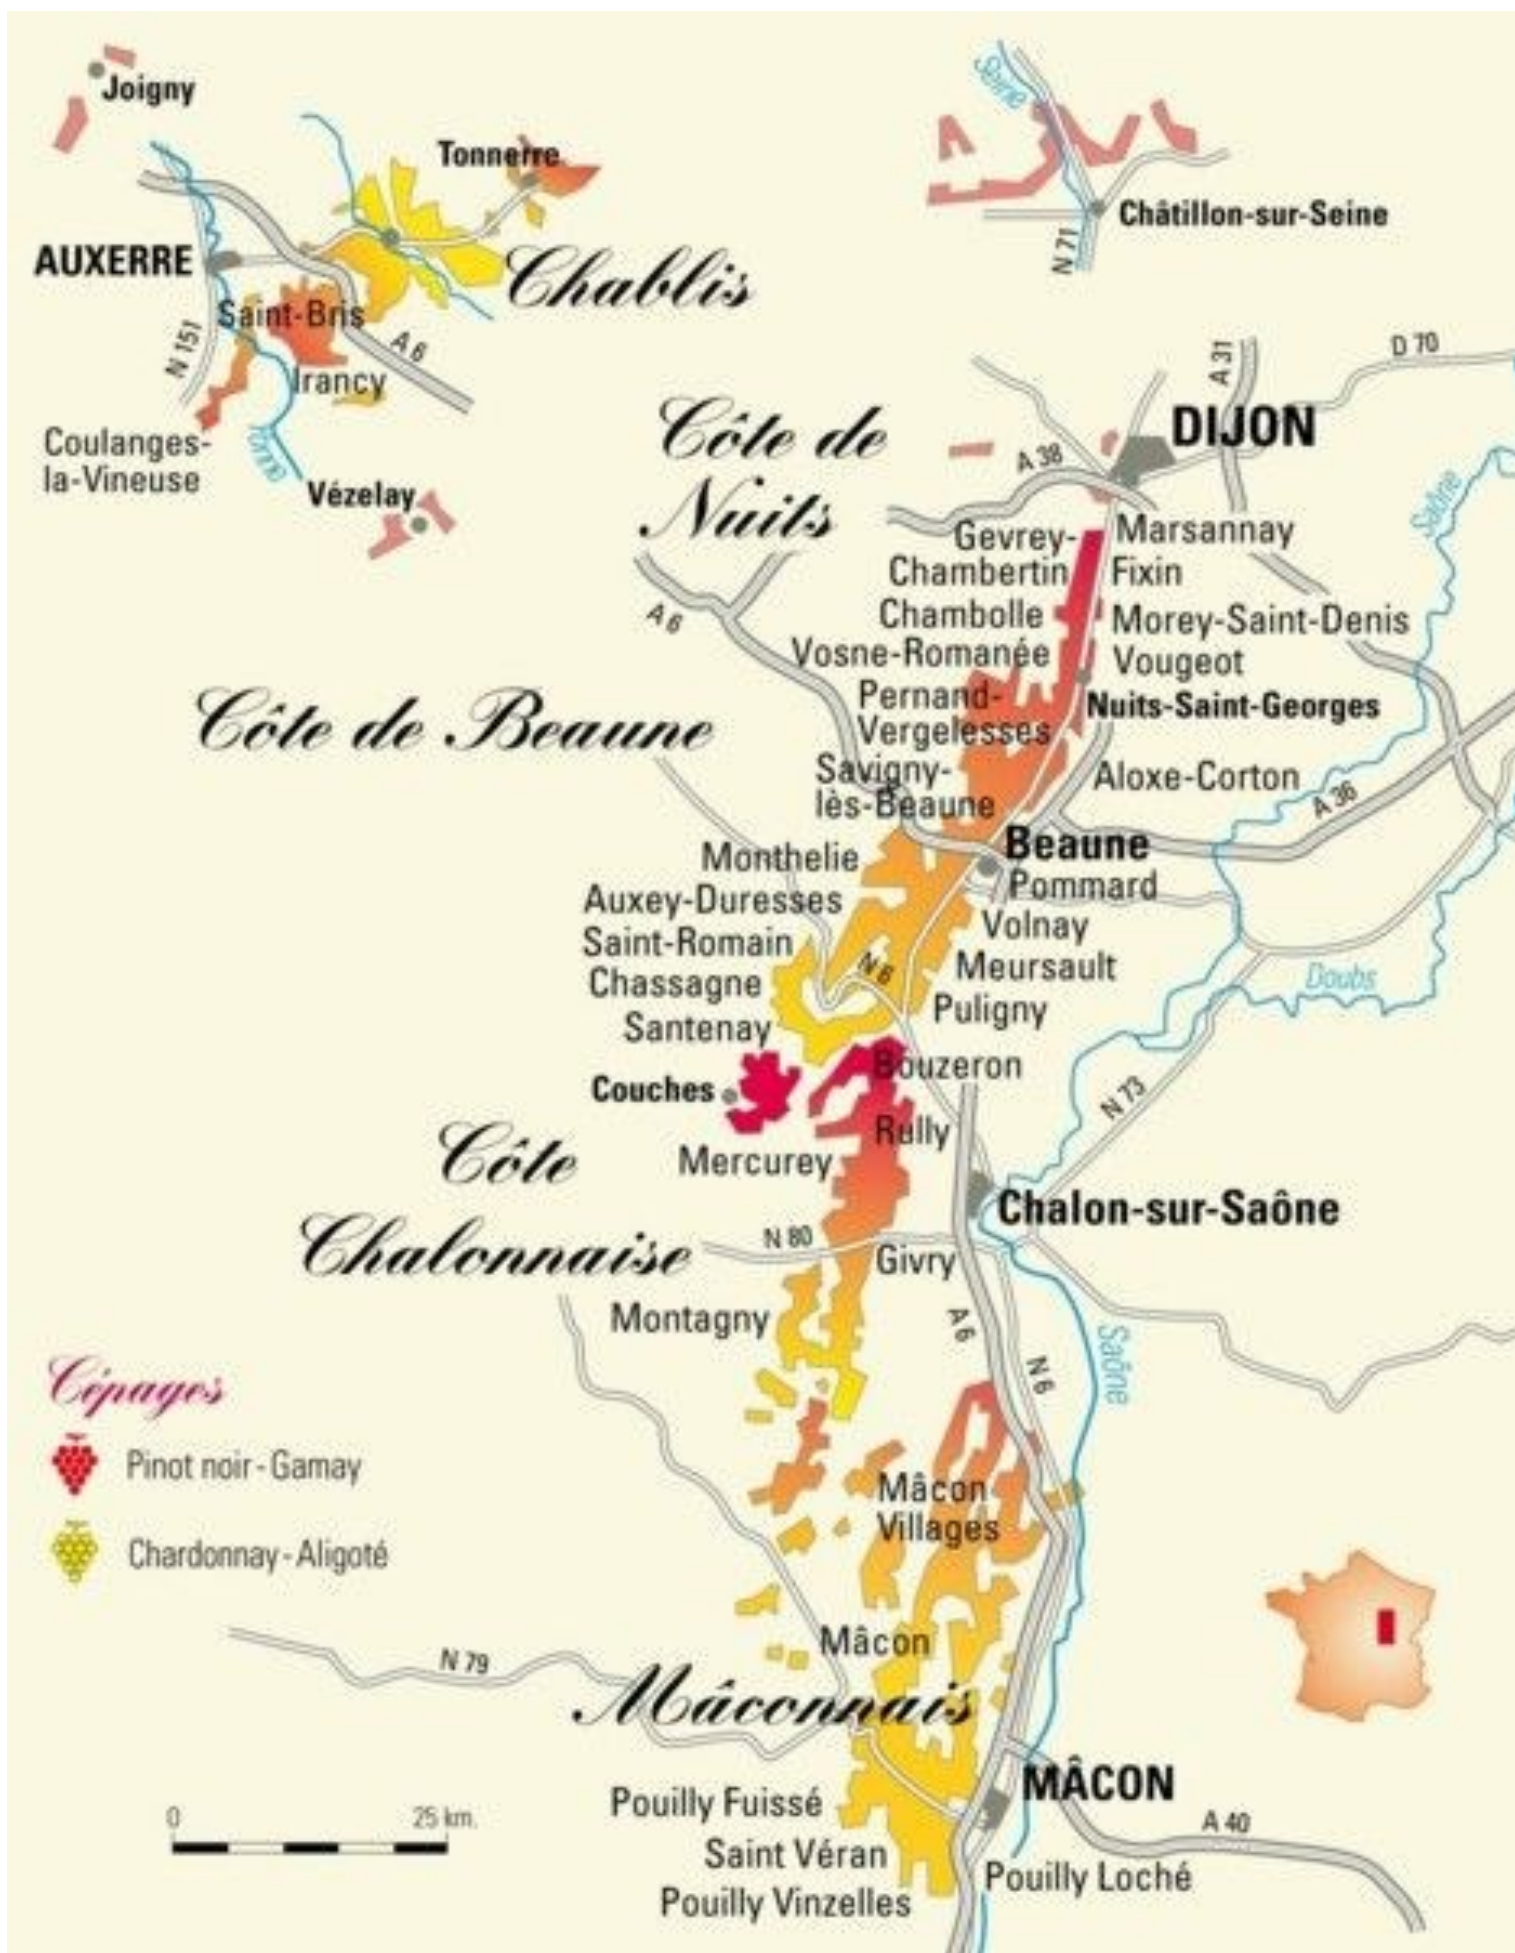 Joigny
Tonnerre
Seine
Châtillon-sur-Seine
N 71
AUXERRE
Chablis
Saint-Bris
N 151
A 6
Irancy
Coulanges-
la-Vineuse
Vézelay
A 31
D 70
DIJON
Côte de
Nuits
A 38
Saône
Gevrey-
Chambertin
Marsannay
Fixin
Chambolle
Morey-Saint-Denis
A 6
Vosne-Romanée
Vougeot
Pernand-
Vergelesses
Nuits-Saint-Georges
Côte de Beaune
Savigny-
lès-Beaune
Aloxe-Corton
A 36
Beaune
Monthelie
Pommard
Auxey-Duresses
Volnay
Saint-Romain
N 6
Meursault
Chassagne
Doubs
Puligny
Santenay
Bouzeron
Couches
N 73
Rully
Côte
Chalonnaise
Mercurey
Chalon-sur-Saône
N 80
Givry
Montagny
A 6
N 6
Saône
Cépages
Pinot noir - Gamay
Chardonnay - Aligoté
Mâcon
Villages
Mâcon
N 79
Mâconnais
MÂCON
Pouilly Fuissé
A 40
0
25 km.
Saint Véran
Pouilly Loché
Pouilly Vinzelles